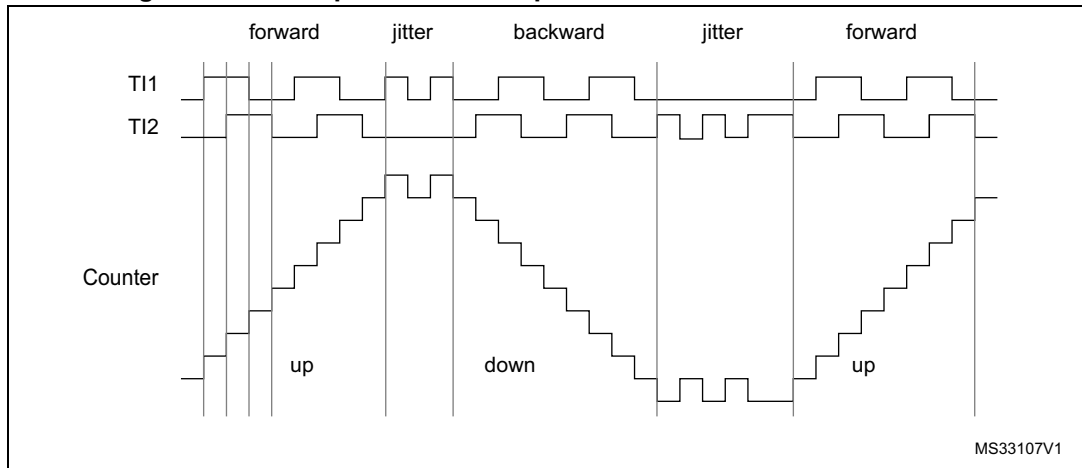 forward jitter backward jitter forward
TI1
TI2
Counter
up down up
MS33107V1